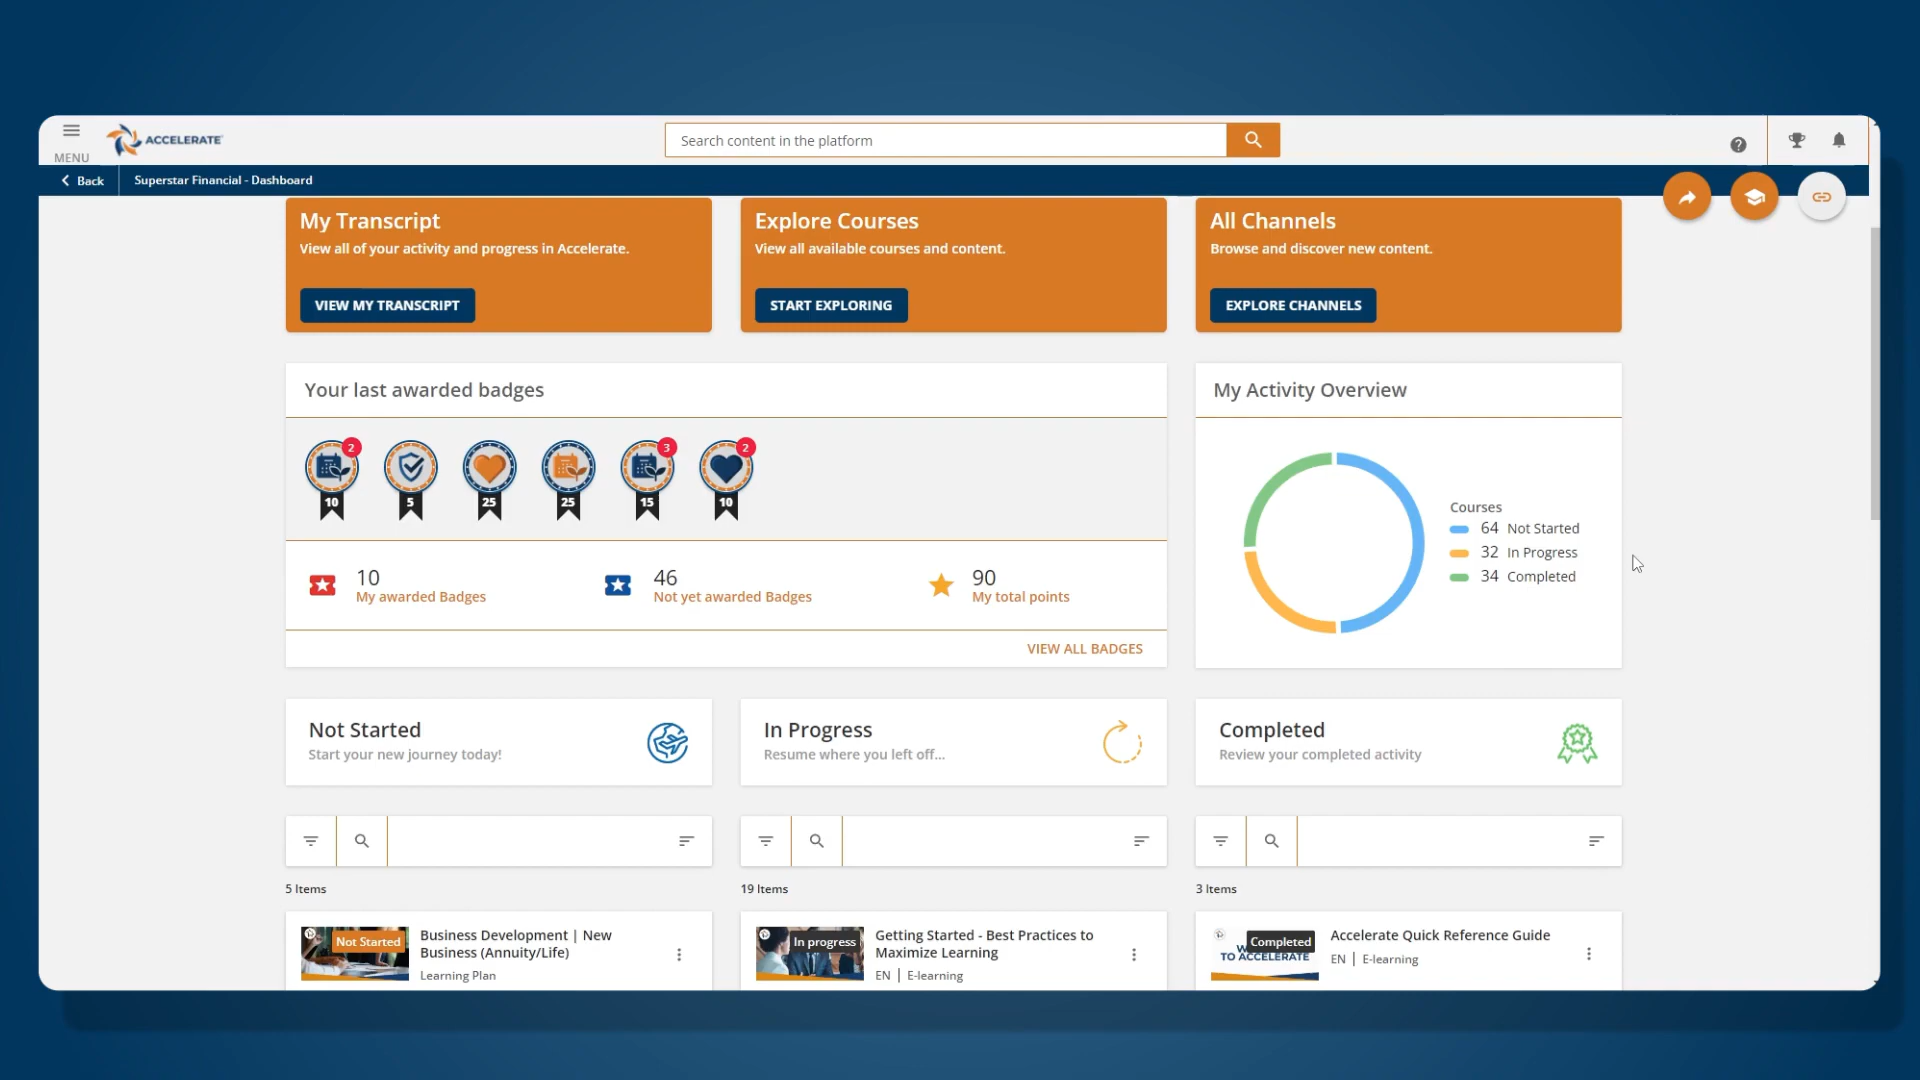 MENU
ACCELERATE
Search content in the platform
Back
Superstar Financial - Dashboard
My Transcript
View all of your activity and progress in Accelerate.
VIEW MY TRANSCRIPT
Explore Courses
View all available courses and content.
START EXPLORING
All Channels
Browse and discover new content.
EXPLORE CHANNELS
Your last awarded badges
2
3
2
10
5
25
25
15
10
10
My awarded Badges
46
Not yet awarded Badges
90
My total points
VIEW ALL BADGES
My Activity Overview
Courses
64 Not Started
32 In Progress
34 Completed
Not Started
Start your new journey today!
In Progress
Resume where you left off...
Completed
Review your completed activity
5 Items
19 Items
3 Items
Not Started
Business Development | New
Business (Annuity/Life)
Learning Plan
In progress
Getting Started - Best Practices to
Maximize Learning
EN | E-learning
Completed
TO ACCELERATE
Accelerate Quick Reference Guide
EN | E-learning